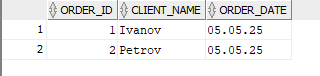 ORDER_ID CLIENT_NAME ORDER_DATE
1 1 Ivanov 05.05.25
2 2 Petrov 05.05.25